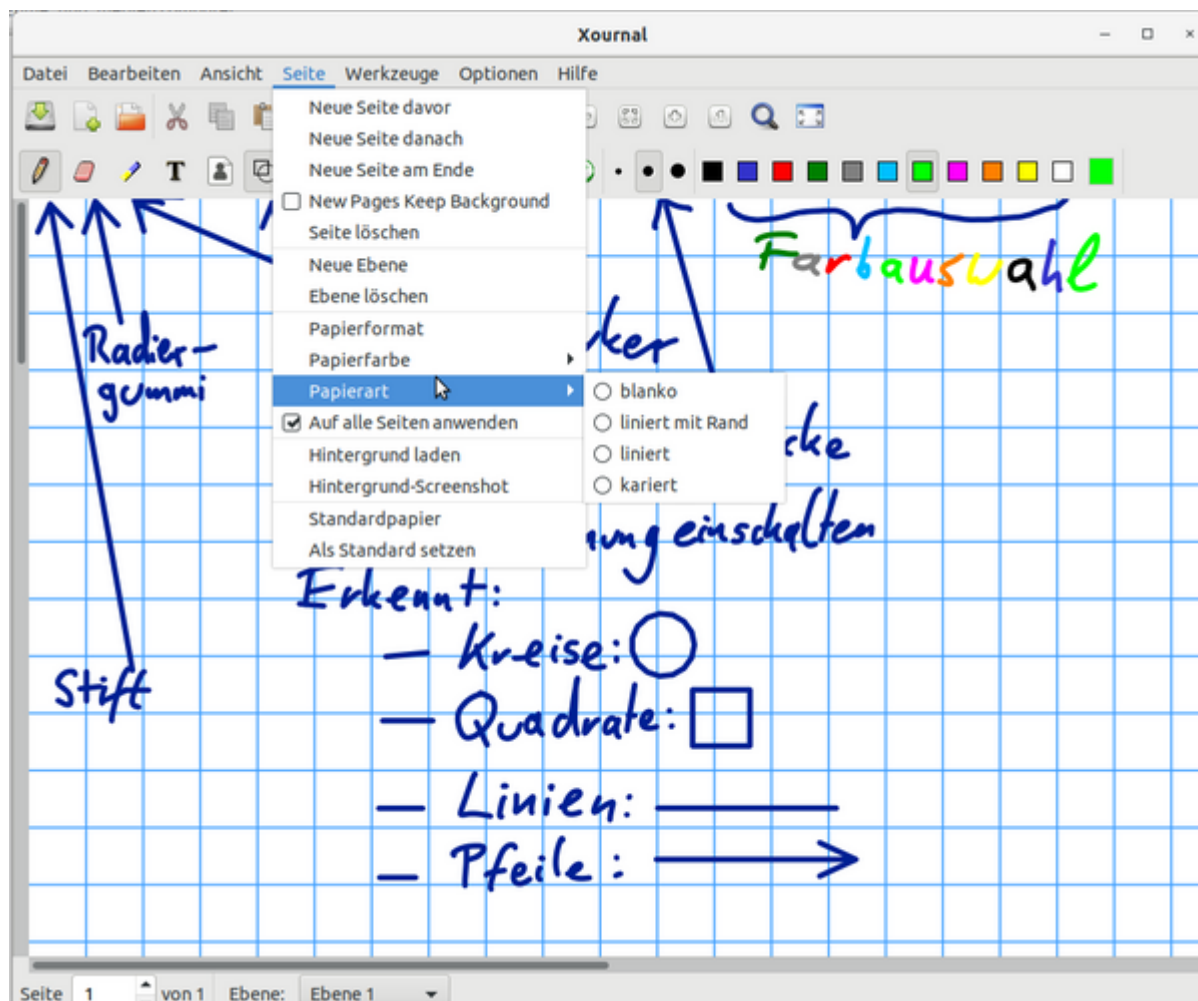 Xournal
Datei Bearbeiten Ansicht Seite Werkzeuge Optionen Hilfe
Neue Seite davor
Neue Seite danach
Neue Seite am Ende
T
New Pages Keep Background
Seite löschen
Farbauswahl
Neue Ebene
Ebene löschen
Papierformat
Radier-
gummi
Papierfarbe
Papierart
blanko
Auf alle Seiten anwenden
liniert mit Rand
Hintergrund laden
liniert
Hintergrund-Screenshot
kariert
Standardpapier
einschalten
Als Standard setzen
Erkennt:
— Kreise:
Stift
— Quadrate:
— Linien:
— Pfeile:
Seite 1 von 1 Ebene: Ebene 1